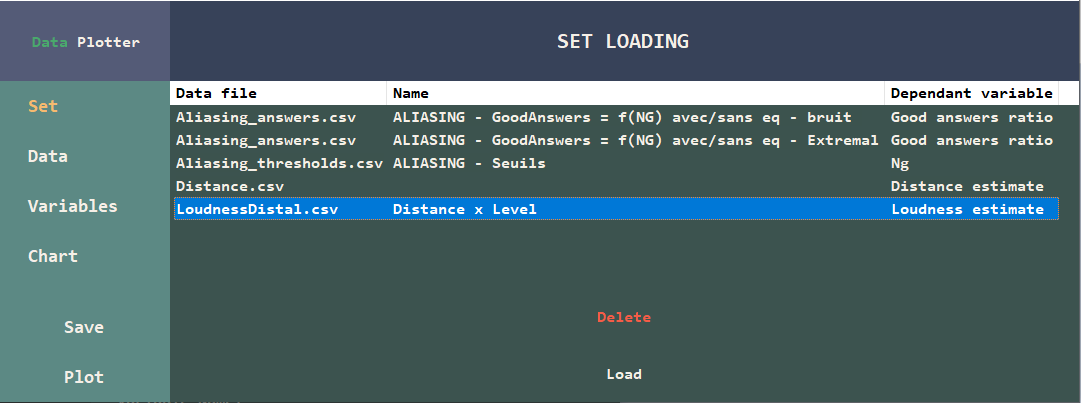 Data Plotter
SET LOADING
Set
Data
Variables
Chart
Save
Plot
Data file Name Dependant variable
Aliasing_answers.csv ALIASING - GoodAnswers = f(NG) avec/sans eq - bruit Good answers ratio
Aliasing_answers.csv ALIASING - GoodAnswers = f(NG) avec/sans eq - Extremal Good answers ratio
Aliasing_thresholds.csv ALIASING - Seuils Ng
Distance.csv Distance estimate
LoudnessDistal.csv Distance x Level Loudness estimate
Delete
Load